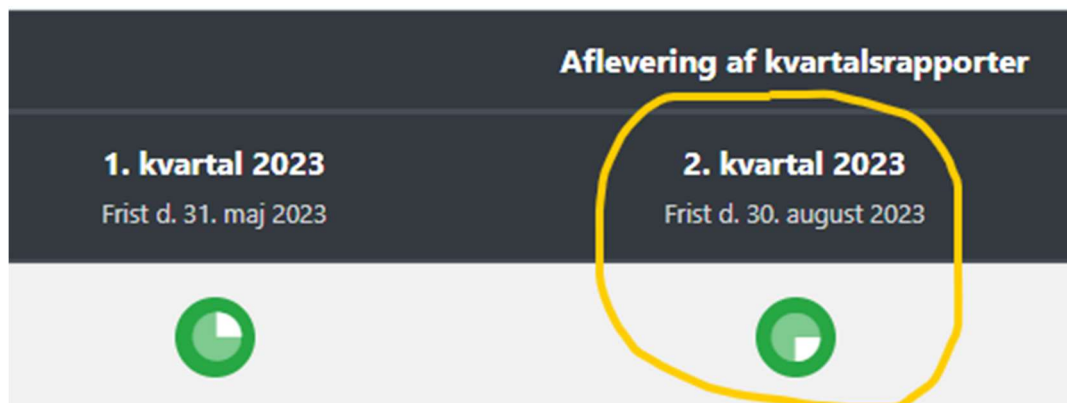 Aflevering af kvartalsrapporter
1. kvartal 2023
Frist d. 31. maj 2023
2. kvartal 2023
Frist d. 30. august 2023